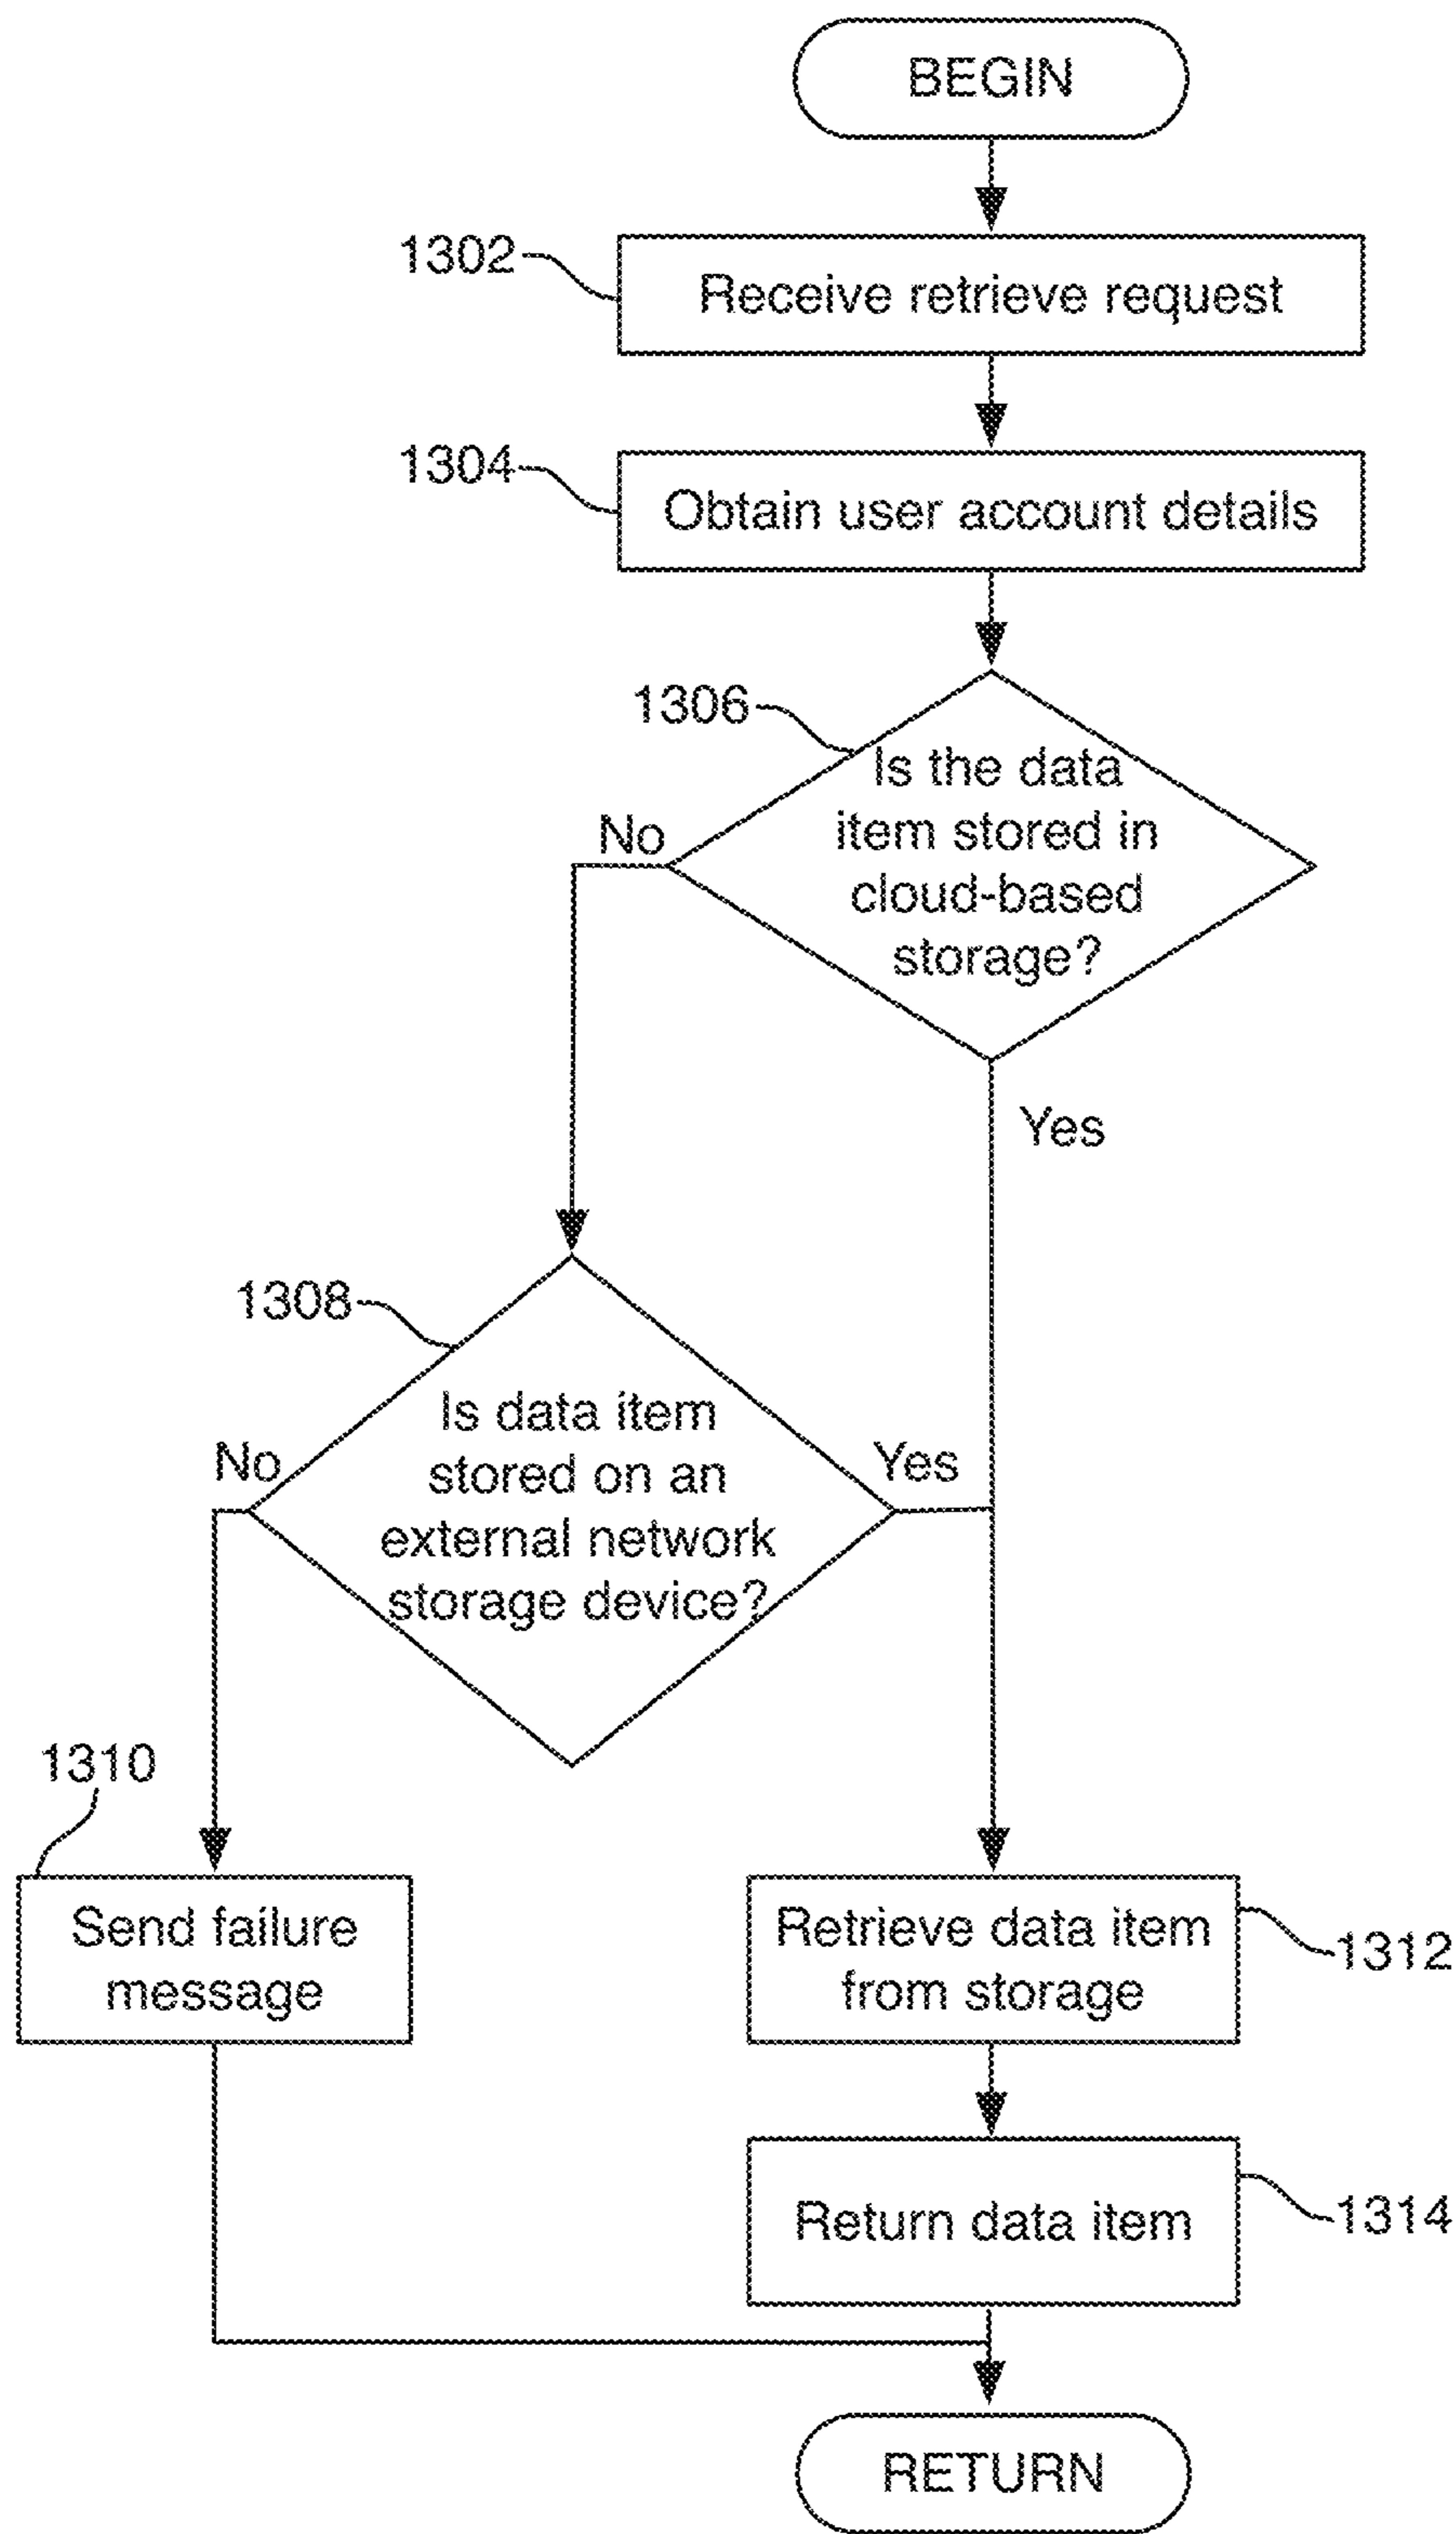 BEGIN
1302
Receive retrieve request
1304
Obtain user account details
1306
Is the data
item stored in
cloud-based
storage?
No
Yes
1308
Is data item
stored on an
external network
storage device?
No
Yes
1310
Send failure
message
Retrieve data item
from storage
1312
Return data item
1314
RETURN